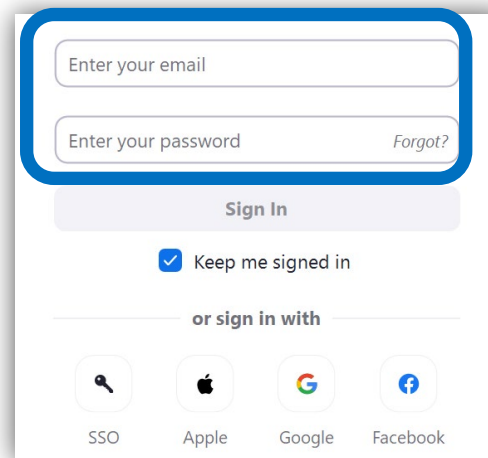 Enter your email
Enter your password Forgot?
Sign In
Keep me signed in
or sign in with
SSO Apple Google Facebook